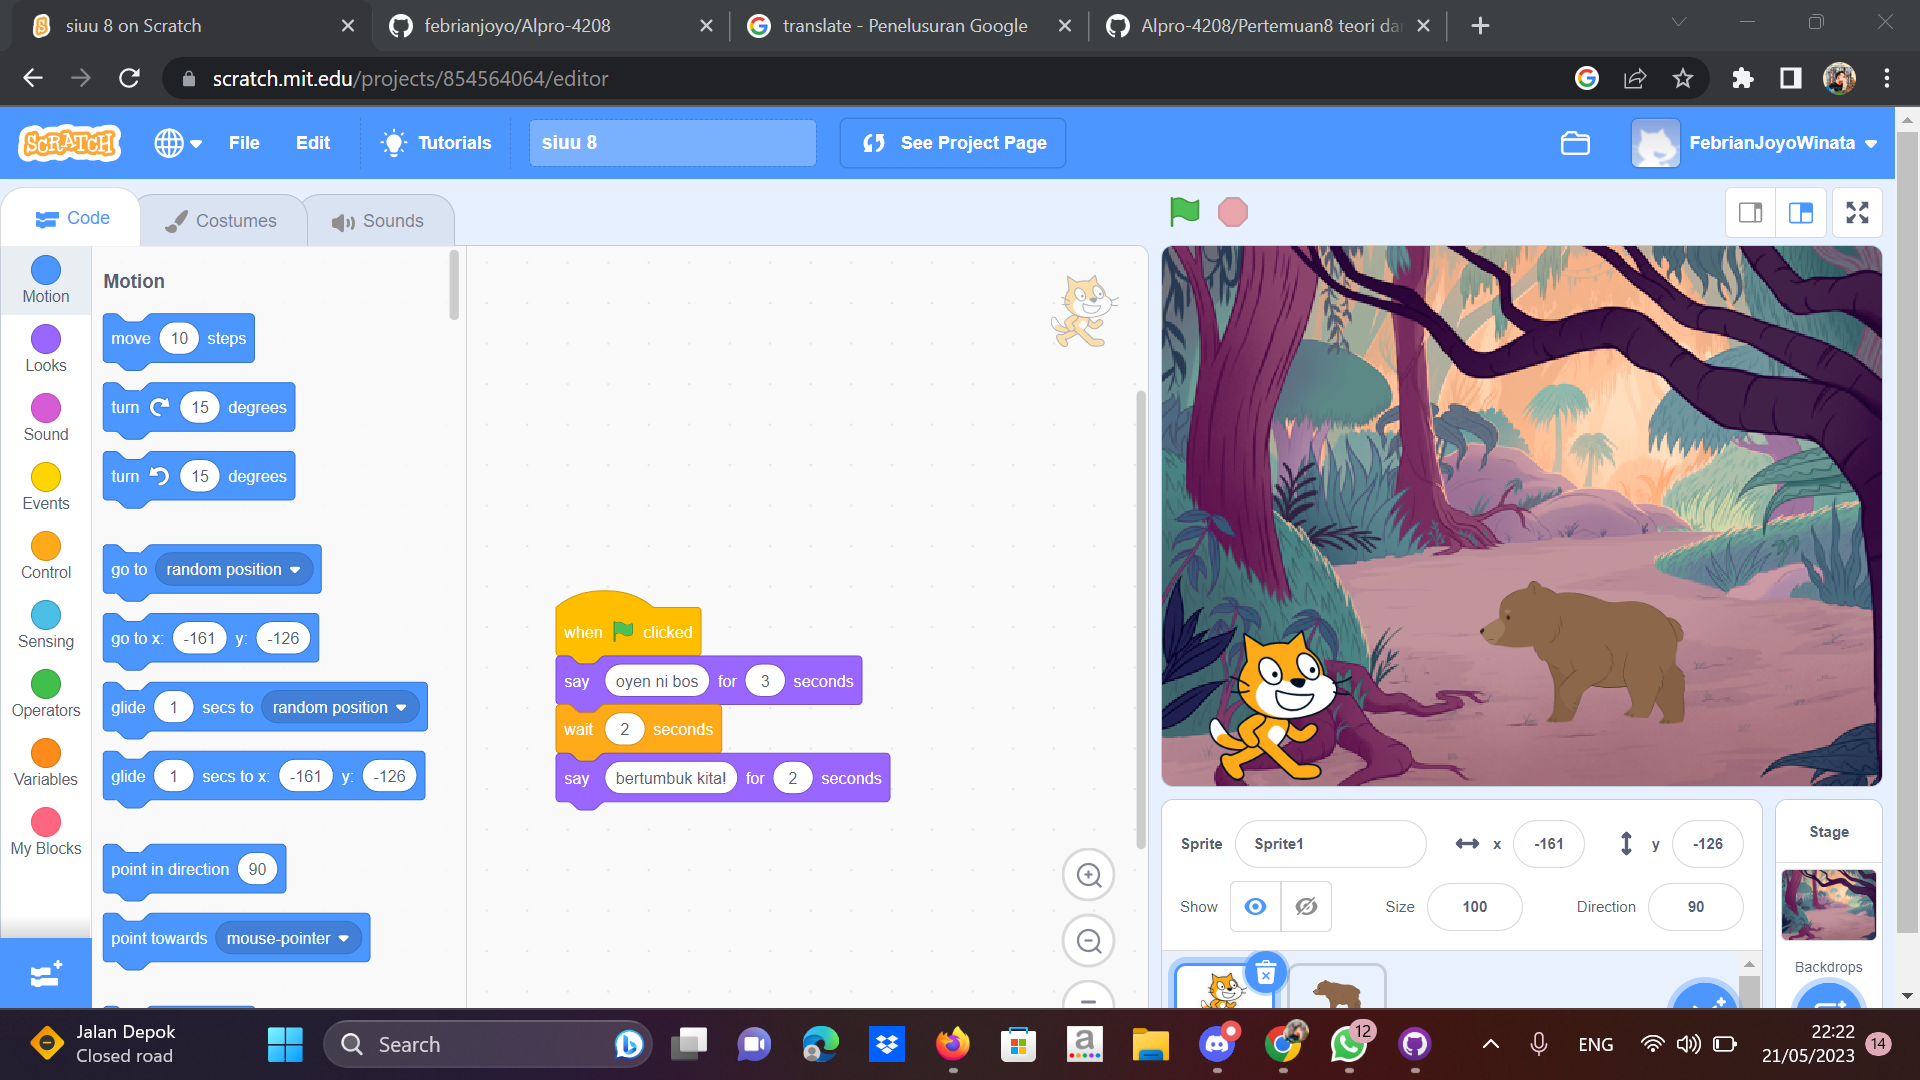 siuu 8 on Scratch
febrianjoyo/Alpro-4208
translate - Penelusuran Google
Alpro-4208/Pertemuan8 teori da
scratch.mit.edu/projects/854564064/editor
SCRATCH
File
Edit
Tutorials
siuu 8
See Project Page
FebrianJoyoWinata
Code
Costumes
Sounds
Motion
Looks
Sound
Events
Control
Sensing
Operators
Variables
My Blocks
Motion
move 10 steps
turn 15 degrees
turn 15 degrees
go to random position
go to x: -161 y: -126
glide 1 secs to random position
glide 1 secs to x: -161 y: -126
point in direction 90
point towards mouse-pointer
when clicked
say oyen ni bos for 3 seconds
wait 2 seconds
say bertumbuk kita! for 2 seconds
Sprite Sprite1 x -161 y -126
Show Size 100 Direction 90
Stage
Backdrops
Jalan Depok
Closed road
Search
a
12
ENG
22:22
21/05/2023
14